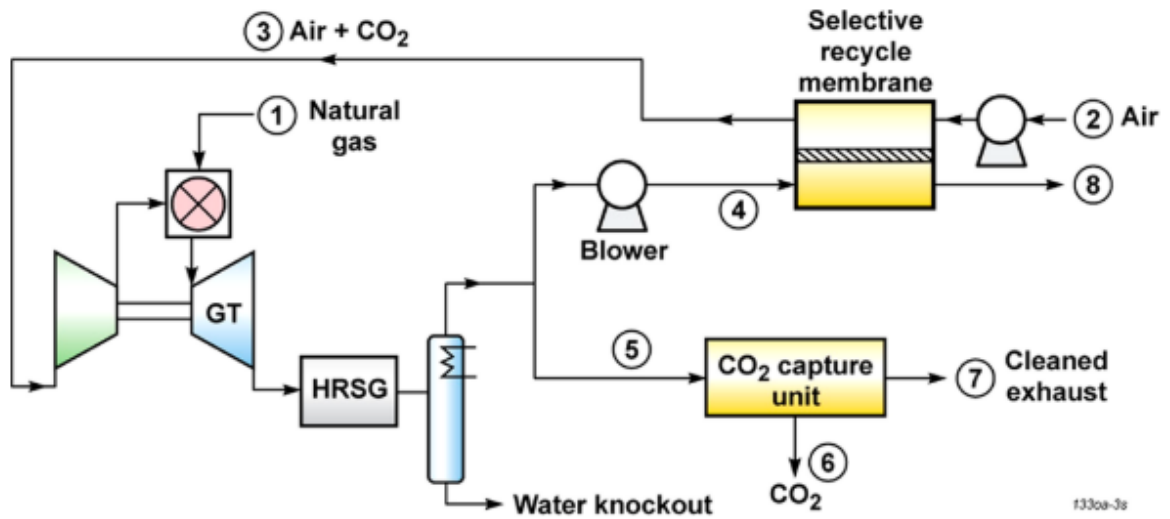 3 Air + CO₂
Selective
recycle
membrane
1 Natural
gas
2 Air
8
4
Blower
GT
5
CO₂ capture
unit
7 Cleaned
exhaust
HRSG
6
CO₂
Water knockout
133oa-3s